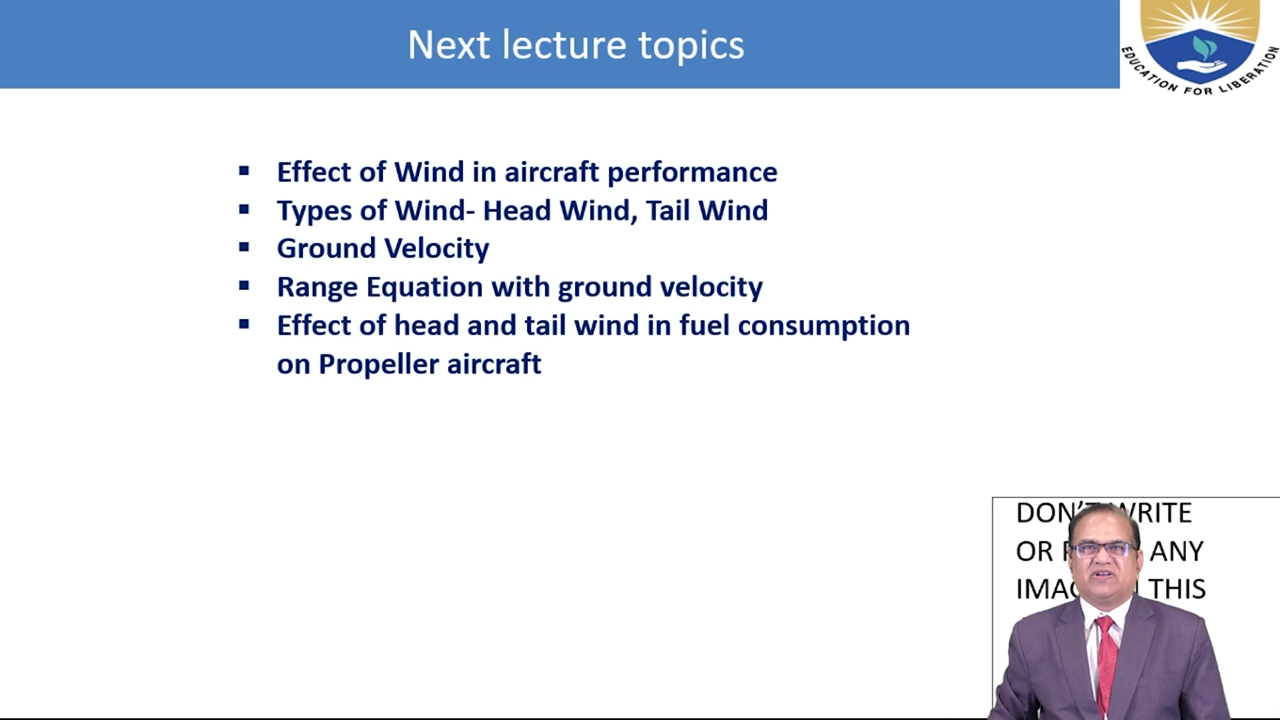 Next lecture topics
EDUCATION FOR LIBERATION
▪ Effect of Wind in aircraft performance
▪ Types of Wind- Head Wind, Tail Wind
▪ Ground Velocity
▪ Range Equation with ground velocity
▪ Effect of head and tail wind in fuel consumption
on Propeller aircraft
DON'T WRITE
OR ANY
THIS